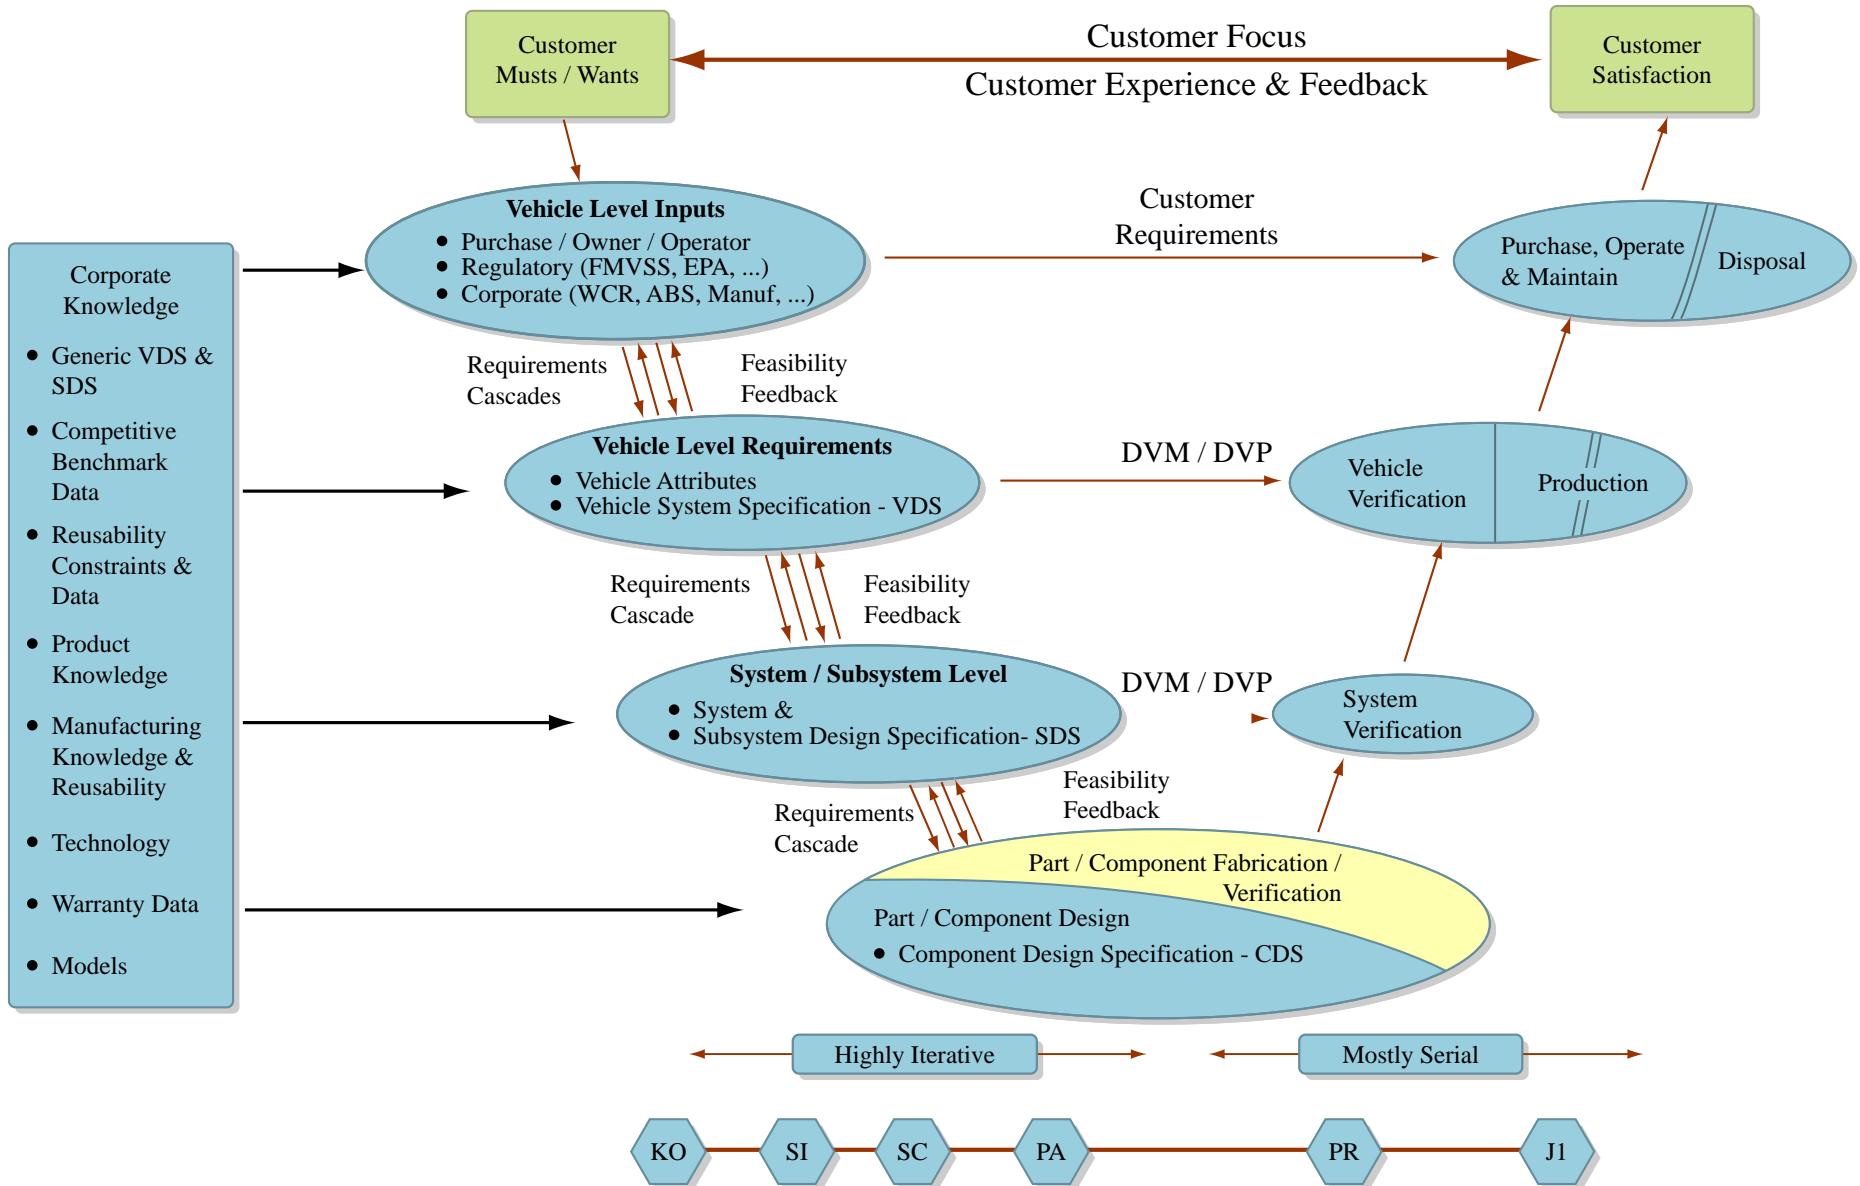 Customer
Musts / Wants
Customer Focus
Customer Experience & Feedback
Customer
Satisfaction
Vehicle Level Inputs
• Purchase / Owner / Operator
• Regulatory (FMVSS, EPA, ...)
• Corporate (WCR, ABS, Manuf, ...)
Customer
Requirements
Purchase, Operate
& Maintain
Disposal
Corporate
Knowledge
• Generic VDS &
SDS
• Competitive
Benchmark
Data
• Reusability
Constraints &
Data
• Product
Knowledge
• Manufacturing
Knowledge &
Reusability
• Technology
• Warranty Data
• Models
Requirements
Cascades
Feasibility
Feedback
Vehicle Level Requirements
• Vehicle Attributes
• Vehicle System Specification - VDS
DVM / DVP
Vehicle
Verification
Production
Requirements
Cascade
Feasibility
Feedback
System / Subsystem Level
• System &
• Subsystem Design Specification- SDS
DVM / DVP
System
Verification
Requirements
Cascade
Feasibility
Feedback
Part / Component Fabrication /
Verification
Part / Component Design
• Component Design Specification - CDS
Highly Iterative
Mostly Serial
KO
SI
SC
PA
PR
J1